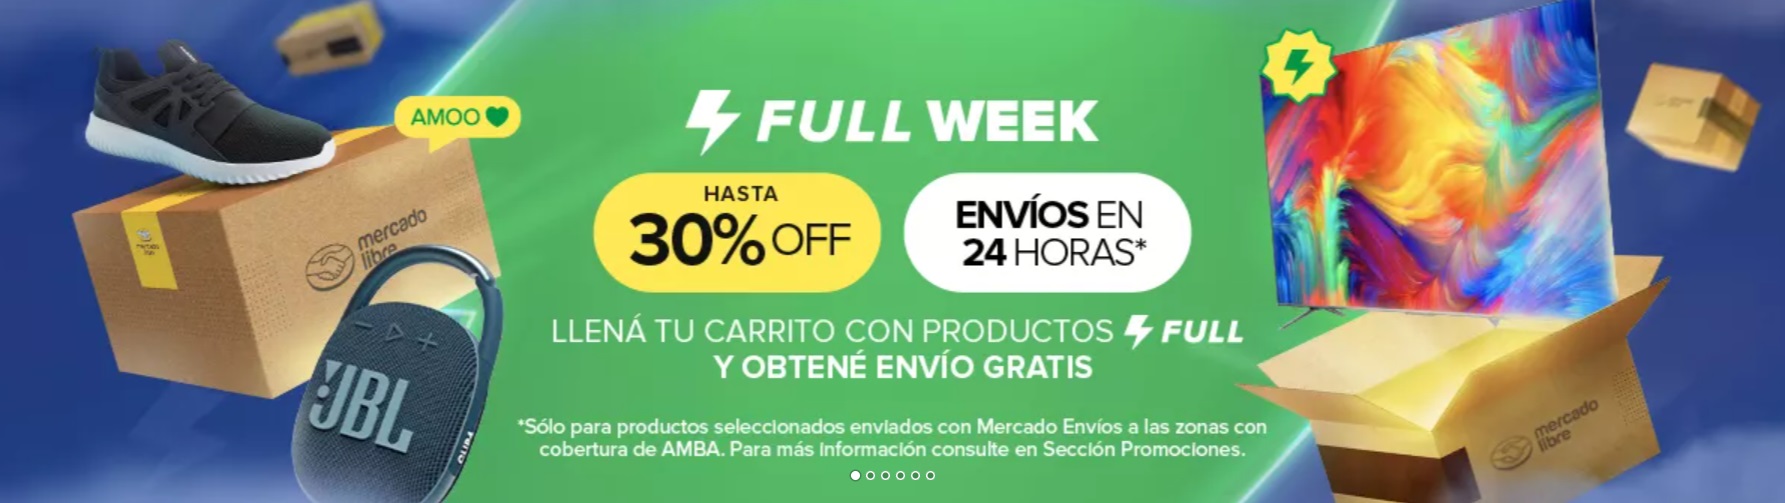 AMOO
FULL WEEK
HASTA
30% OFF
ENVÍOS EN
24 HORAS*
LLENÁ TU CARRITO CON PRODUCTOS FULL
Y OBTENÉ ENVÍO GRATIS
*Sólo para productos seleccionados enviados con Mercado Envíos a las zonas con
cobertura de AMBA. Para más información consulte en Sección Promociones.
mercado
libre
JBL
mercado
libre